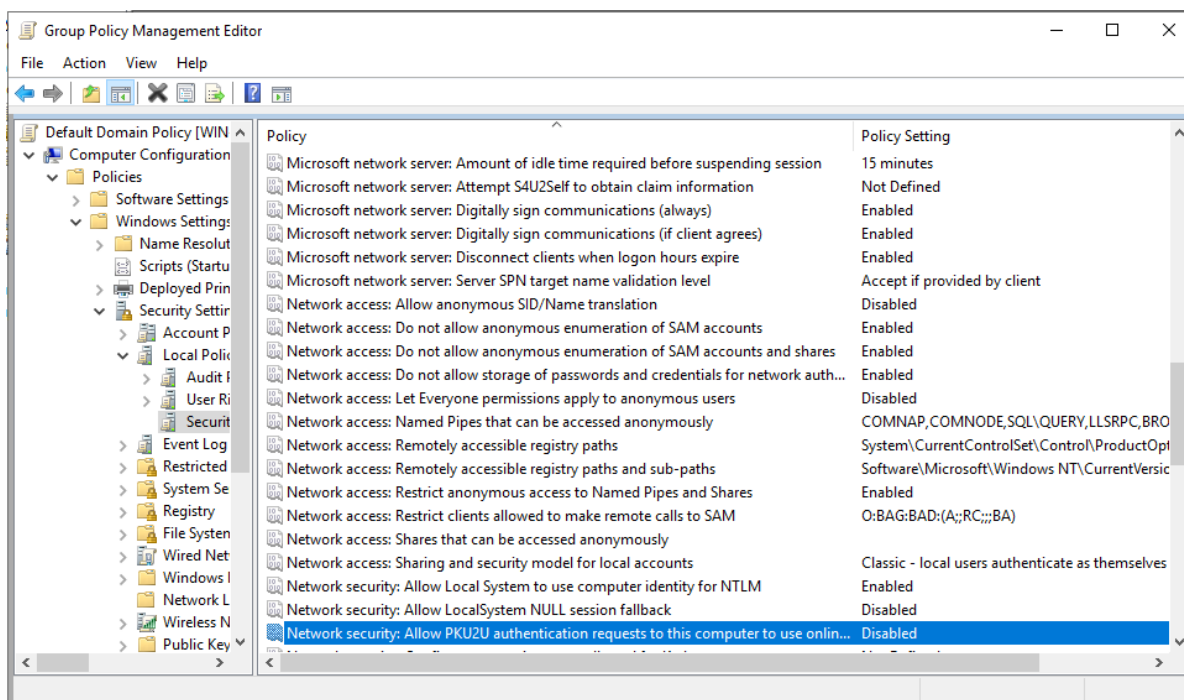 Group Policy Management Editor
File Action View Help
Default Domain Policy [WIN
Computer Configuration
Policies
Software Settings
Windows Settings
Name Resolut
Scripts (Startu
Deployed Prin
Security Settin
Account P
Local Polic
Audit P
User Ri
Securit
Event Log
Restricted
System Se
Registry
File System
Wired Net
Windows
Network L
Wireless N
Public Key
Policy Policy Setting
Microsoft network server: Amount of idle time required before suspending session 15 minutes
Microsoft network server: Attempt S4U2Self to obtain claim information Not Defined
Microsoft network server: Digitally sign communications (always) Enabled
Microsoft network server: Digitally sign communications (if client agrees) Enabled
Microsoft network server: Disconnect clients when logon hours expire Enabled
Microsoft network server: Server SPN target name validation level Accept if provided by client
Network access: Allow anonymous SID/Name translation Disabled
Network access: Do not allow anonymous enumeration of SAM accounts Enabled
Network access: Do not allow anonymous enumeration of SAM accounts and shares Enabled
Network access: Do not allow storage of passwords and credentials for network auth... Enabled
Network access: Let Everyone permissions apply to anonymous users Disabled
Network access: Named Pipes that can be accessed anonymously COMNAP,COMNODE,SQL\QUERY,LLSRPC,BRO
Network access: Remotely accessible registry paths System\CurrentControlSet\Control\ProductOpt
Network access: Remotely accessible registry paths and sub-paths Software\Microsoft\Windows NT\CurrentVersic
Network access: Restrict anonymous access to Named Pipes and Shares Enabled
Network access: Restrict clients allowed to make remote calls to SAM O:BAG:BAD:(A;;RC;;;BA)
Network access: Shares that can be accessed anonymously
Network access: Sharing and security model for local accounts Classic - local users authenticate as themselves
Network security: Allow Local System to use computer identity for NTLM Enabled
Network security: Allow LocalSystem NULL session fallback Disabled
Network security: Allow PKU2U authentication requests to this computer to use onlin... Disabled